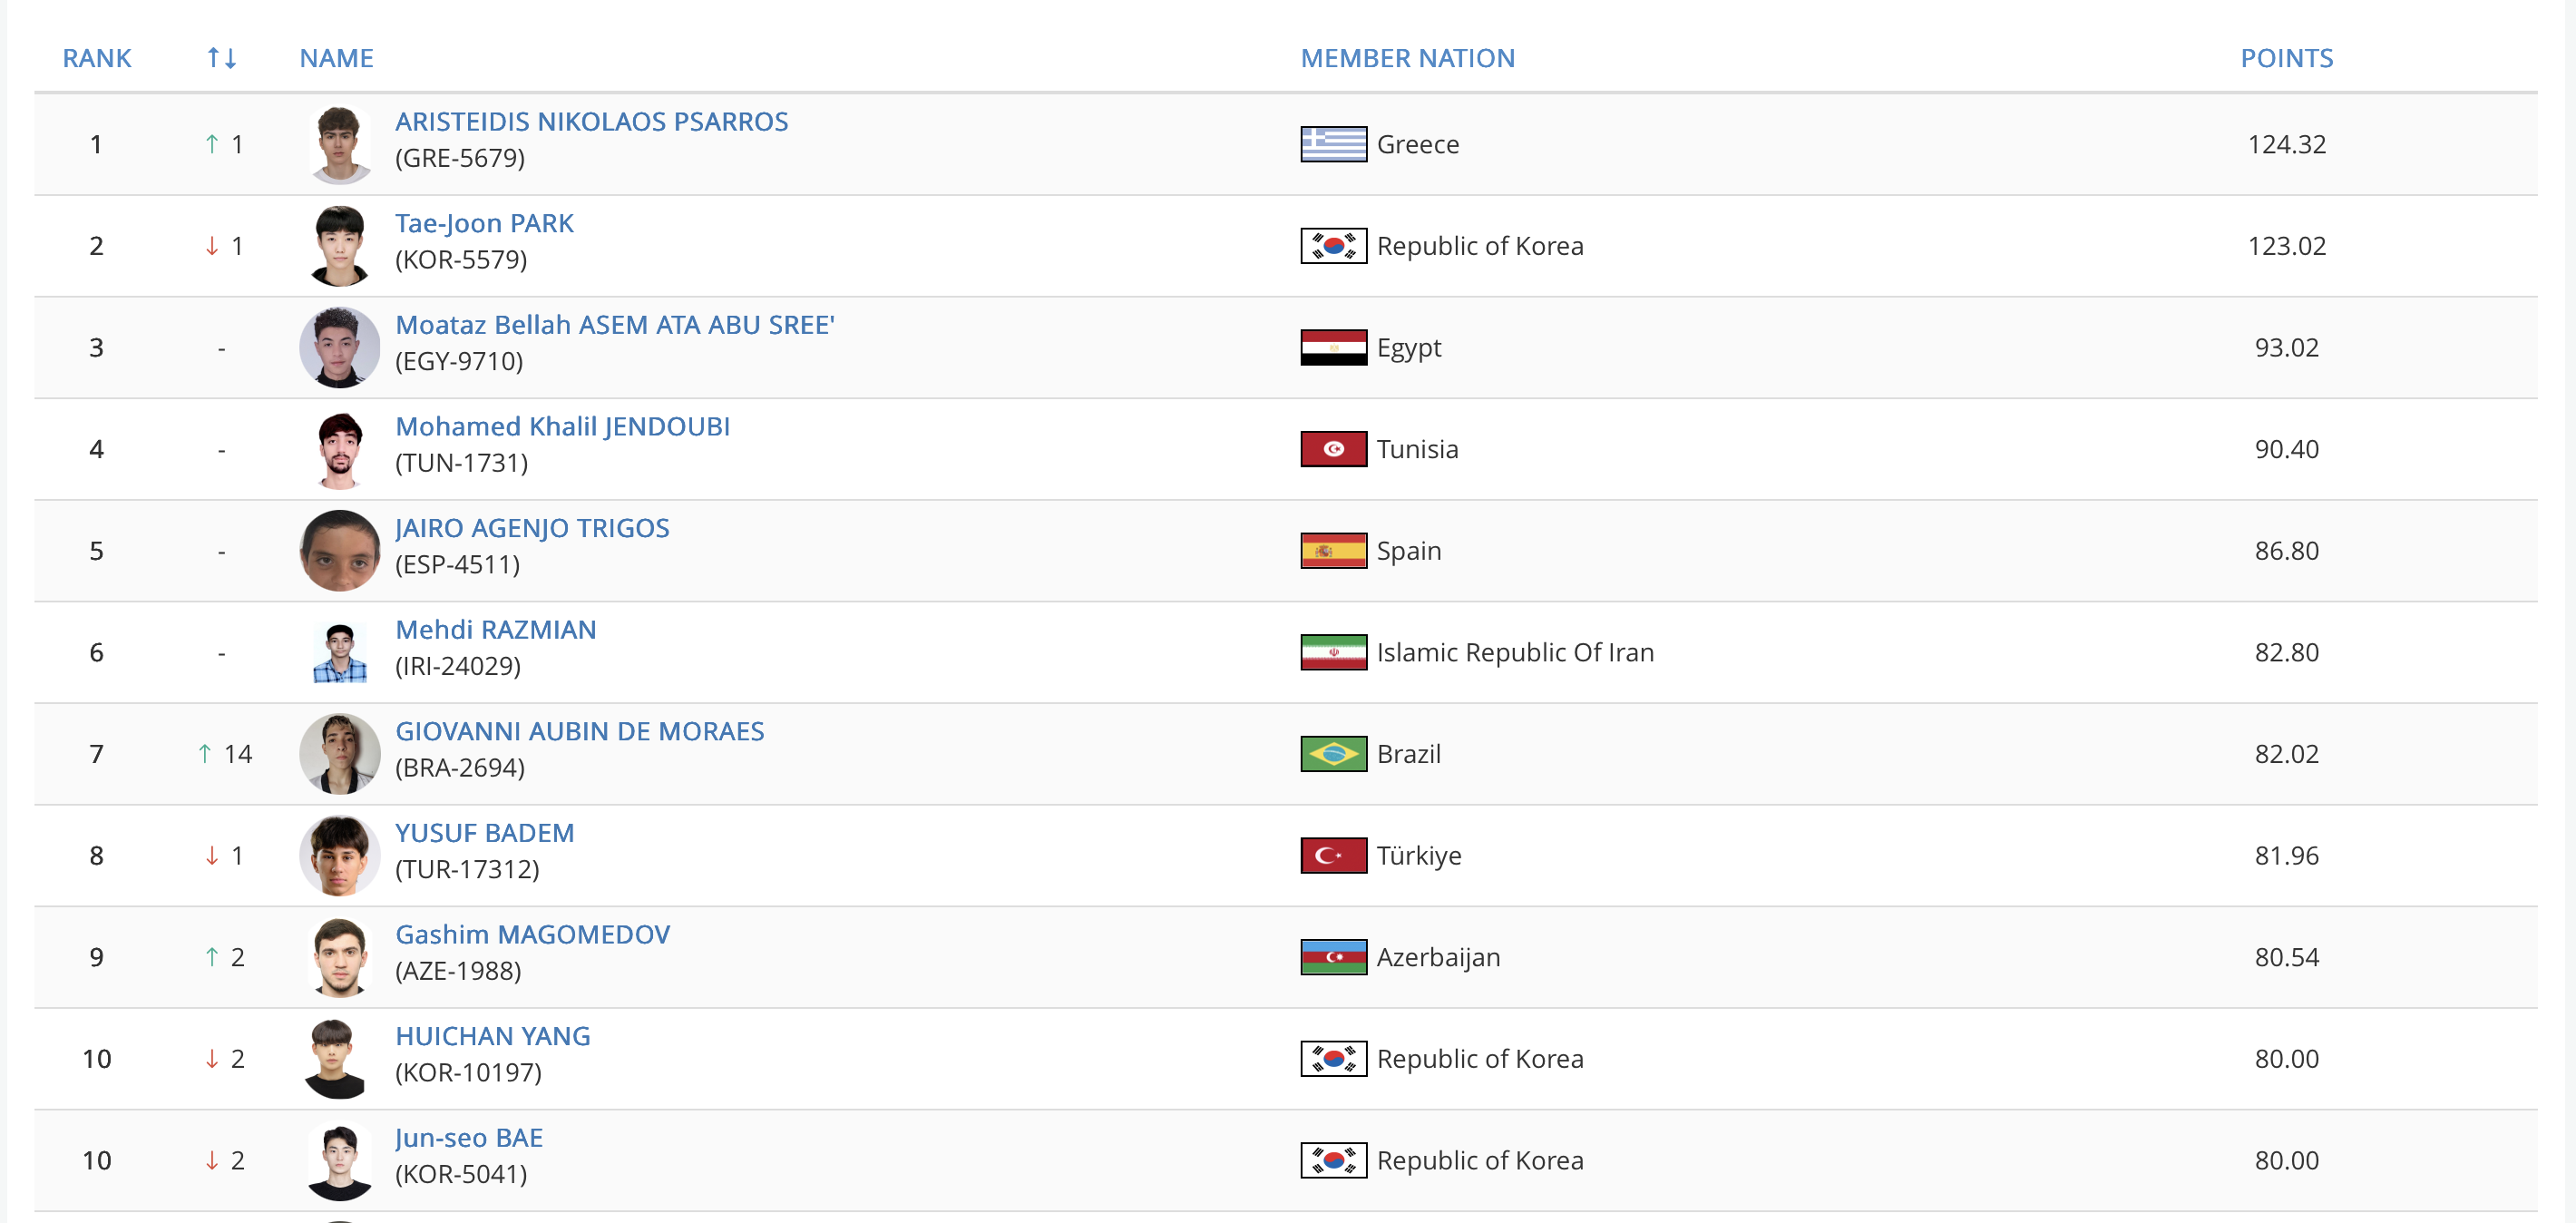 RANK ↑↓ NAME MEMBER NATION POINTS
1 ↑ 1 ARISTEIDIS NIKOLAOS PSARROS Greece 124.32
(GRE-5679)
2 ↓ 1 Tae-Joon PARK Republic of Korea 123.02
(KOR-5579)
3 - Moataz Bellah ASEM ATA ABU SREE' Egypt 93.02
(EGY-9710)
4 - Mohamed Khalil JENDOUBI Tunisia 90.40
(TUN-1731)
5 - JAIRO AGENJO TRIGOS Spain 86.80
(ESP-4511)
6 - Mehdi RAZMIAN Islamic Republic Of Iran 82.80
(IRI-24029)
7 ↑ 14 GIOVANNI AUBIN DE MORAES Brazil 82.02
(BRA-2694)
8 ↓ 1 YUSUF BADEM Türkiye 81.96
(TUR-17312)
9 ↑ 2 Gashim MAGOMEDOV Azerbaijan 80.54
(AZE-1988)
10 ↓ 2 HUICHAN YANG Republic of Korea 80.00
(KOR-10197)
10 ↓ 2 Jun-seo BAE Republic of Korea 80.00
(KOR-5041)